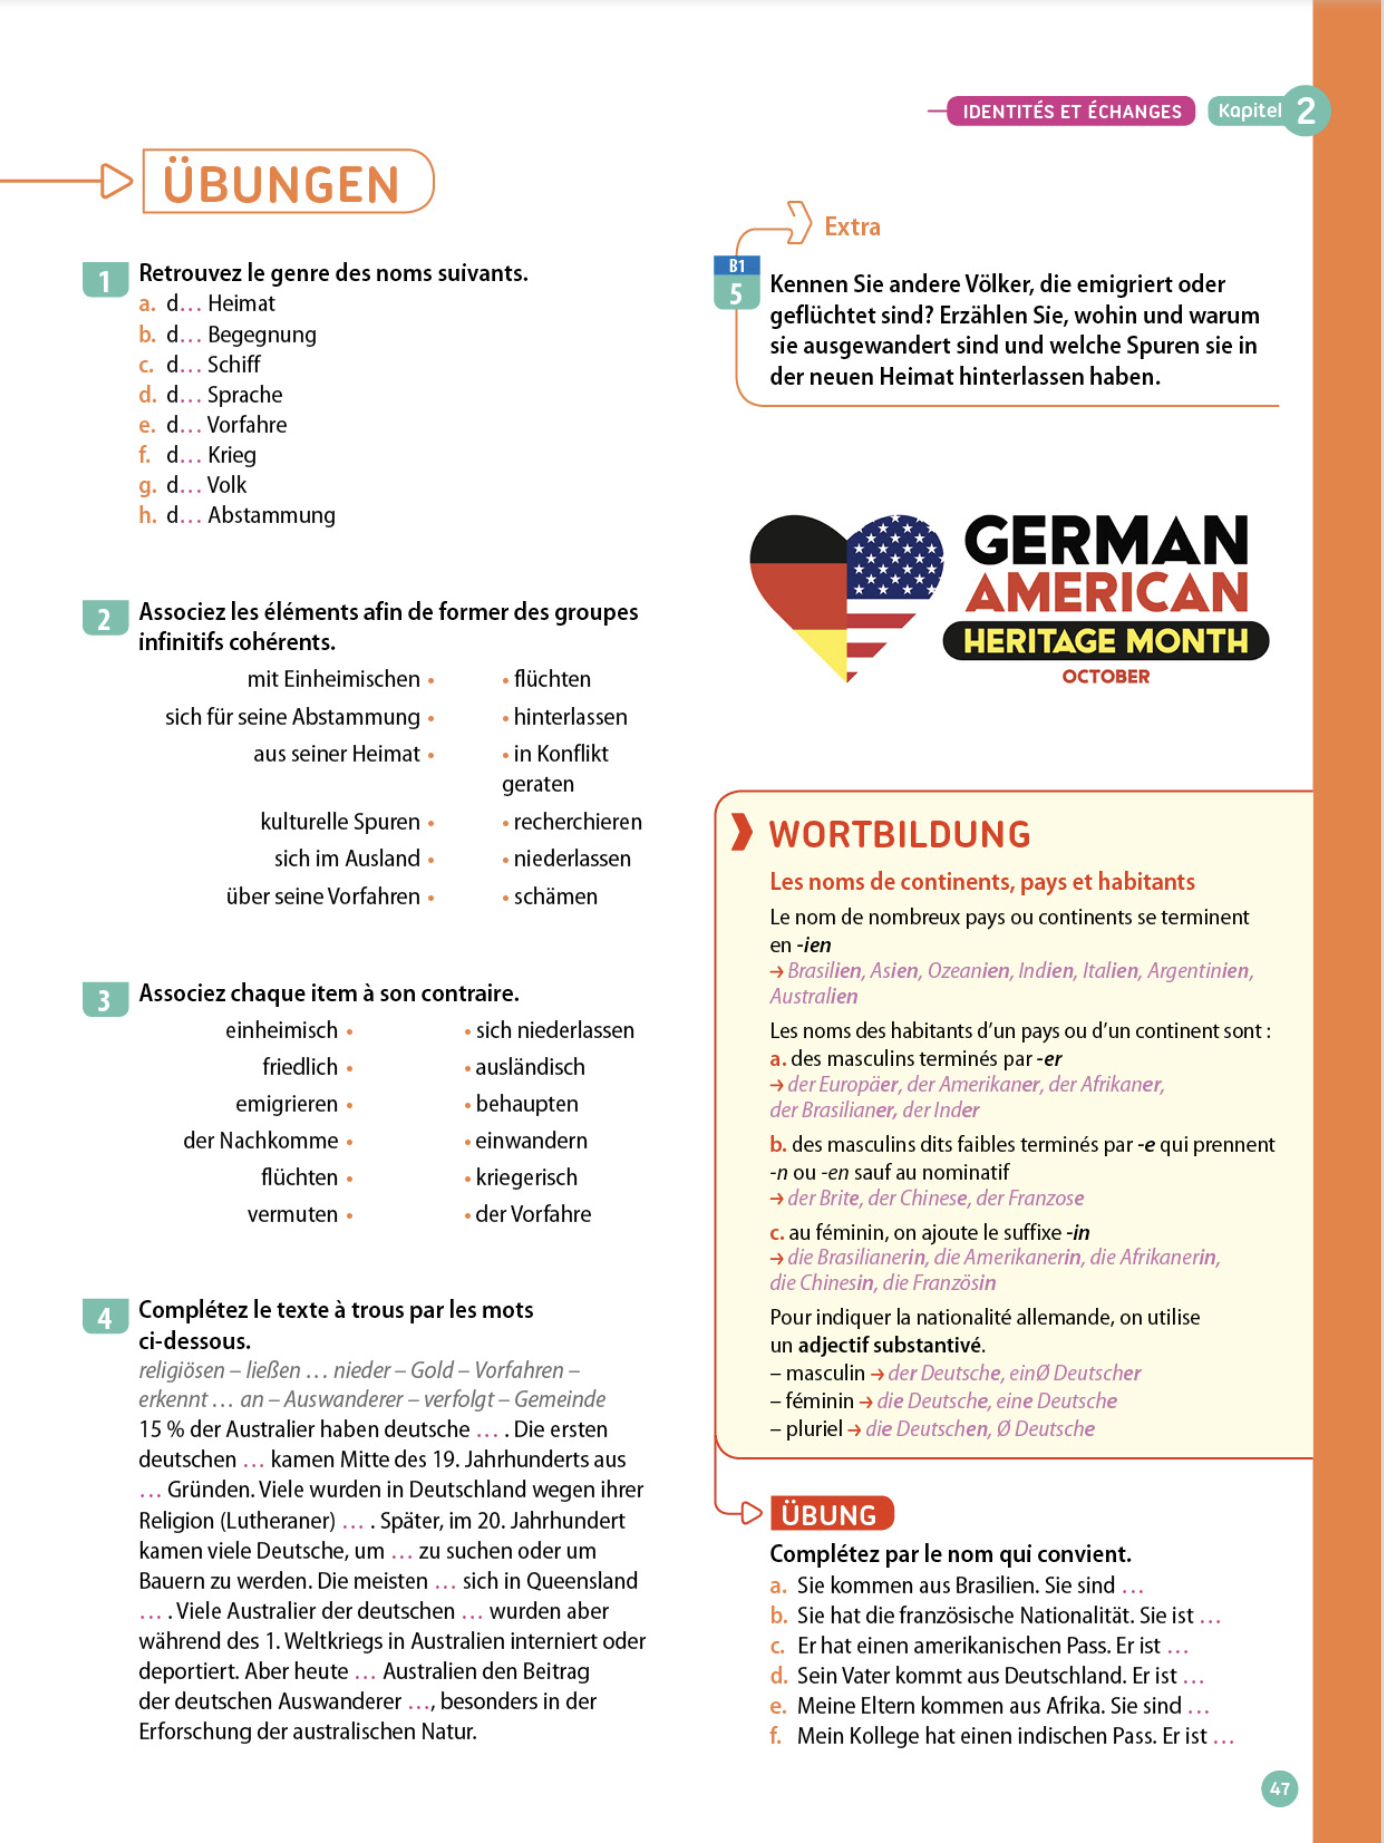 IDENTITÉS ET ÉCHANGES Kapitel 2
ÜBUNGEN
1 Retrouvez le genre des noms suivants.
a. d… Heimat
b. d… Begegnung
c. d… Schiff
d. d… Sprache
e. d… Vorfahre
f. d… Krieg
g. d… Volk
h. d… Abstammung
2 Associez les éléments afin de former des groupes
infinitifs cohérents.
mit Einheimischen • • flüchten
sich für seine Abstammung • • hinterlassen
aus seiner Heimat • • in Konflikt
geraten
kulturelle Spuren • • recherchieren
sich im Ausland • • niederlassen
über seine Vorfahren • • schämen
3 Associez chaque item à son contraire.
einheimisch • • sich niederlassen
friedlich • • ausländisch
emigrieren • • behaupten
der Nachkomme • • einwandern
flüchten • • kriegerisch
vermuten • • der Vorfahre
4 Complétez le texte à trous par les mots
ci-dessous.
religiösen – ließen … nieder – Gold – Vorfahren –
erkennt … an – Auswanderer – verfolgt – Gemeinde
15 % der Australier haben deutsche … . Die ersten
deutschen … kamen Mitte des 19. Jahrhunderts aus
… Gründen. Viele wurden in Deutschland wegen ihrer
Religion (Lutheraner) … . Später, im 20. Jahrhundert
kamen viele Deutsche, um … zu suchen oder um
Bauern zu werden. Die meisten … sich in Queensland
… . Viele Australier der deutschen … wurden aber
während des 1. Weltkriegs in Australien interniert oder
deportiert. Aber heute … Australien den Beitrag
der deutschen Auswanderer …, besonders in der
Erforschung der australischen Natur.
Extra
B1
5 Kennen Sie andere Völker, die emigriert oder
geflüchtet sind? Erzählen Sie, wohin und warum
sie ausgewandert sind und welche Spuren sie in
der neuen Heimat hinterlassen haben.
GERMAN
AMERICAN
HERITAGE MONTH
OCTOBER
WORTBILDUNG
Les noms de continents, pays et habitants
Le nom de nombreux pays ou continents se terminent
en -ien
→ Brasilien, Asien, Ozeanien, Indien, Italien, Argentinien,
Australien
Les noms des habitants d’un pays ou d’un continent sont :
a. des masculins terminés par -er
→ der Europäer, der Amerikaner, der Afrikaner,
der Brasilianer, der Inder
b. des masculins dits faibles terminés par -e qui prennent
-n ou -en sauf au nominatif
→ der Brite, der Chinese, der Franzose
c. au féminin, on ajoute le suffixe -in
→ die Brasilianerin, die Amerikanerin, die Afrikanerin,
die Chinesin, die Französin
Pour indiquer la nationalité allemande, on utilise
un adjectif substantivé.
– masculin → der Deutsche, einØ Deutscher
– féminin → die Deutsche, eine Deutsche
– pluriel → die Deutschen, Ø Deutsche
ÜBUNG
Complétez par le nom qui convient.
a. Sie kommen aus Brasilien. Sie sind …
b. Sie hat die französische Nationalität. Sie ist …
c. Er hat einen amerikanischen Pass. Er ist …
d. Sein Vater kommt aus Deutschland. Er ist …
e. Meine Eltern kommen aus Afrika. Sie sind …
f. Mein Kollege hat einen indischen Pass. Er ist …
47